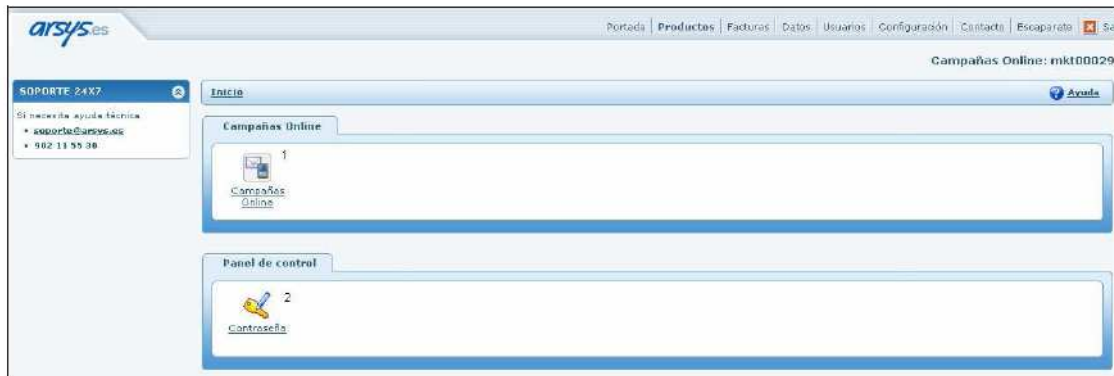 arsys.es
Portada Productos Facturas Datos Usuarios Configuración Contacto Escaparate Sa
Campañas Online: mkt00029
SOPORTE 24X7
Si necesita ayuda técnica
soporte@arsys.es
902 11 55 30
Inicio
Ayuda
Campañas Online
1
Campañas
Online
Panel de control
2
Contraseña